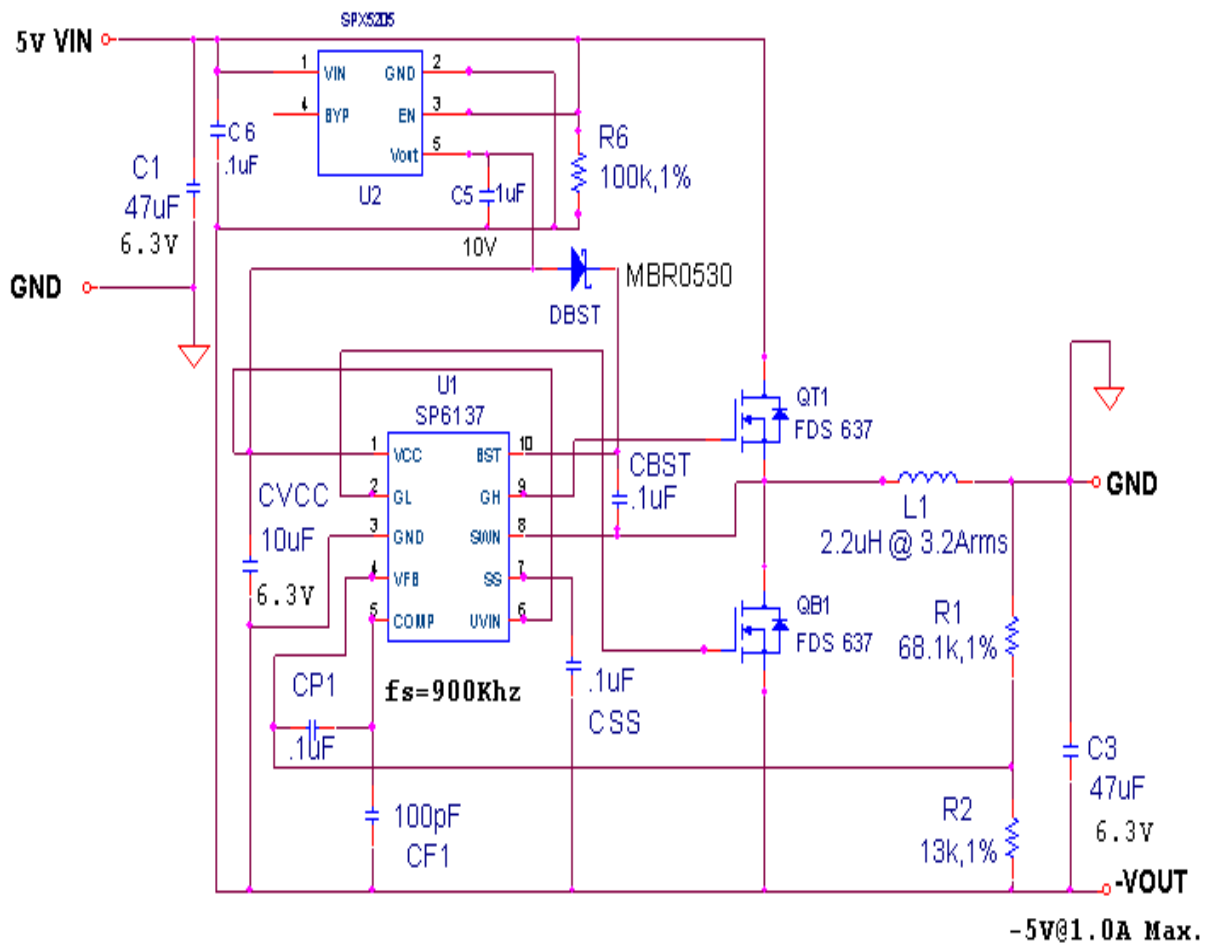 SPX5205
5V VIN
1 VIN GND 2
4 BYP EN 3
Vout 5
U2
C6
.1uF
C1
47uF
6.3V
C5 1uF
10V
R6
100k,1%
GND
MBR0530
DBST
U1
SP6137
1 VCC BST 10
2 GL GH 9
3 GND SWN 8
4 VFB SS 7
5 COMP UVIN 6
CVCC
10uF
6.3V
CBST
.1uF
QT1
FDS 637
L1
2.2uH @ 3.2Arms
GND
QB1
FDS 637
R1
68.1k,1%
CP1
.1uF
fs=900Khz
.1uF
CSS
100pF
CF1
C3
47uF
6.3V
R2
13k,1%
-VOUT
-5V@1.0A Max.